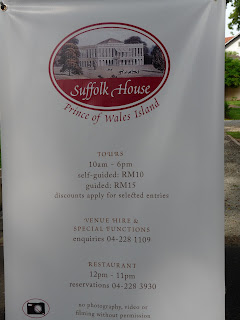 Suffolk House
Prince of Wales Island
TOURS
10am - 6pm
self-guided: RM10
guided: RM15
discounts apply for selected entries
VENUE HIRE &
SPECIAL FUNCTIONS
enquiries 04-228 1109
RESTAURANT
12pm - 11pm
reservations 04-228 3930
no photography, video or
filming without permission